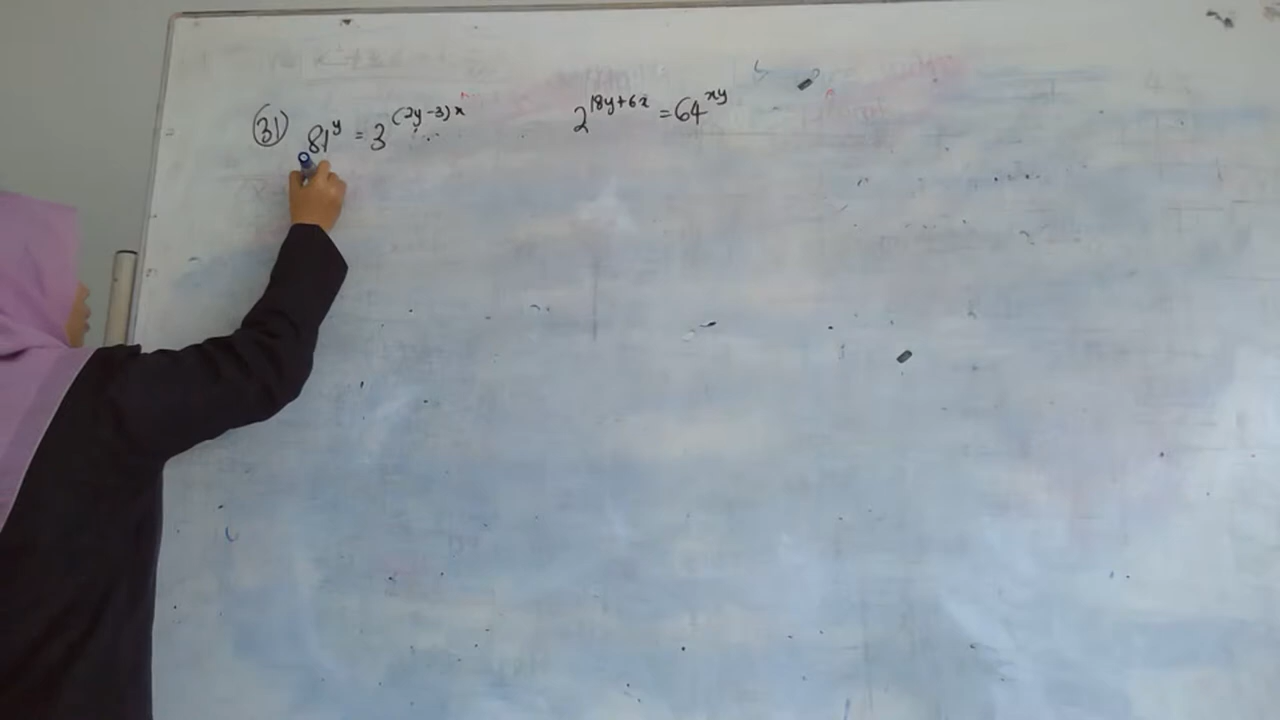 (31) 81^y = 3^(2y-3)x 2^18y+6x = 64^xy